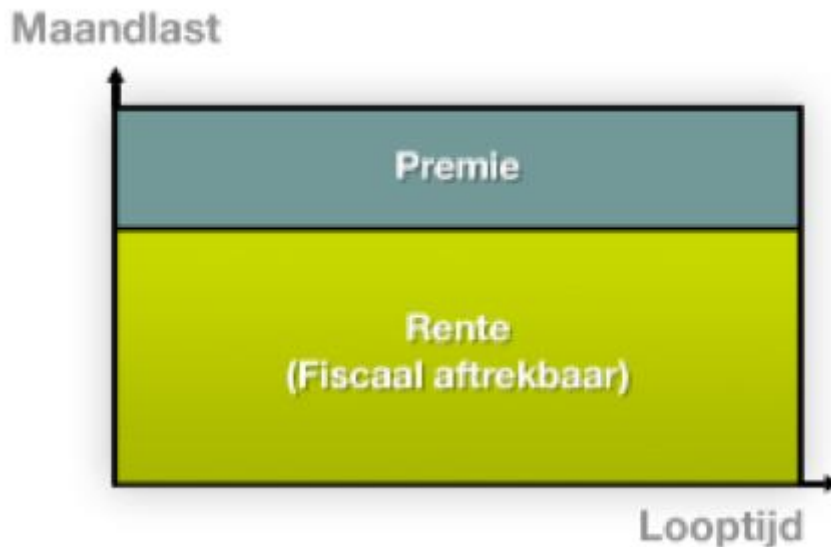 Maandlast
Premie
Rente
(Fiscaal aftrekbaar)
Looptijd